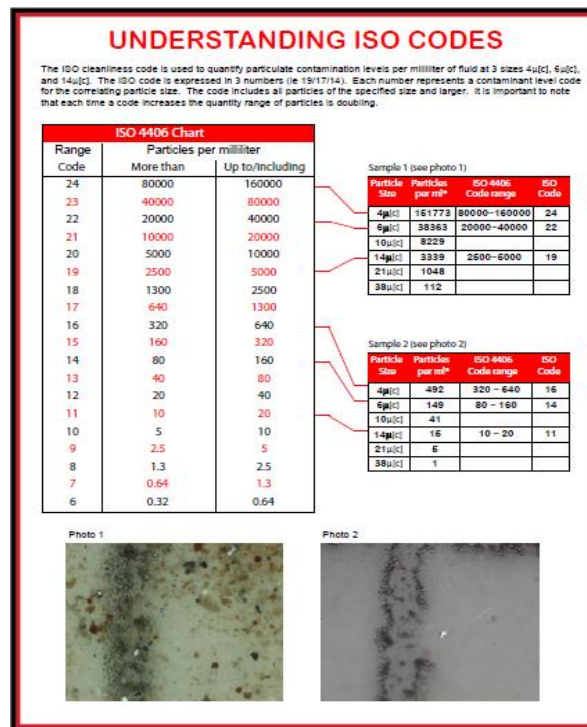 UNDERSTANDING ISO CODES
The ISO cleanliness code is used to quantify particulate contamination levels per milliliter of fluid at 3 sizes 4µ[c], 6µ[c],
and 14µ[c]. The ISO code is expressed in 3 numbers (ie 19/17/14). Each number represents a contaminant level code
for the correlating particle size. The code includes all particles of the specified size and larger. It is important to note
that each time a code increases the quantity range of particles is doubling.
ISO 4406 Chart
Range Particles per milliliter
Code More than Up to/Including
24 80000 160000
23 40000 80000
22 20000 40000
21 10000 20000
20 5000 10000
19 2500 5000
18 1300 2500
17 640 1300
16 320 640
15 160 320
14 80 160
13 40 80
12 20 40
11 10 20
10 5 10
9 2.5 5
8 1.3 2.5
7 0.64 1.3
6 0.32 0.64
Sample 1 (see photo 1)
Particle Particles ISO 4406 ISO
Size per ml* Code range Code
4µ[c] 151773 80000~160000 24
6µ[c] 38363 20000~40000 22
10µ[c] 8229
14µ[c] 3339 2500~5000 19
21µ[c] 1048
38µ[c] 112
Sample 2 (see photo 2)
Particle Particles ISO 4406 ISO
Size per ml* Code range Code
4µ[c] 492 320 ~ 640 16
6µ[c] 149 80 ~ 160 14
10µ[c] 41
14µ[c] 15 10 ~ 20 11
21µ[c] 5
38µ[c] 1
Photo 1
Photo 2